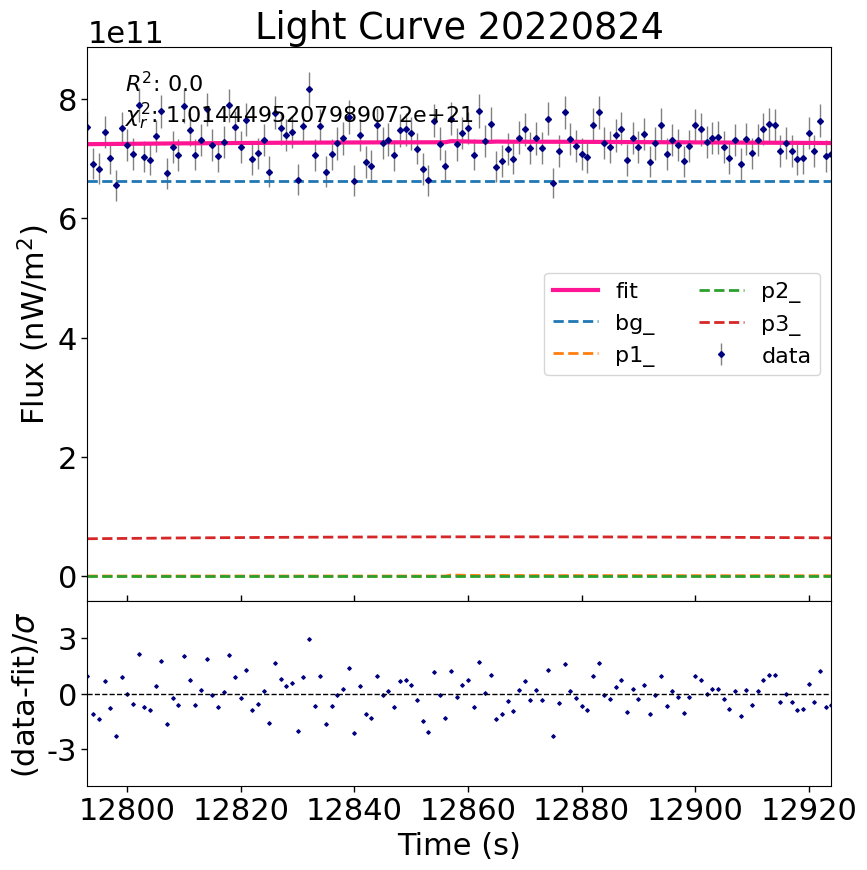 Light Curve 20220824
1e11
R²: 0.0
χ²ᵣ: 1.0144495207989072e+21
8
6
4
2
0
Flux (nW/m²)
fit
bg_
p1_
p2_
p3_
data
3
0
-3
(data-fit)/σ
12800 12820 12840 12860 12880 12900 12920
Time (s)